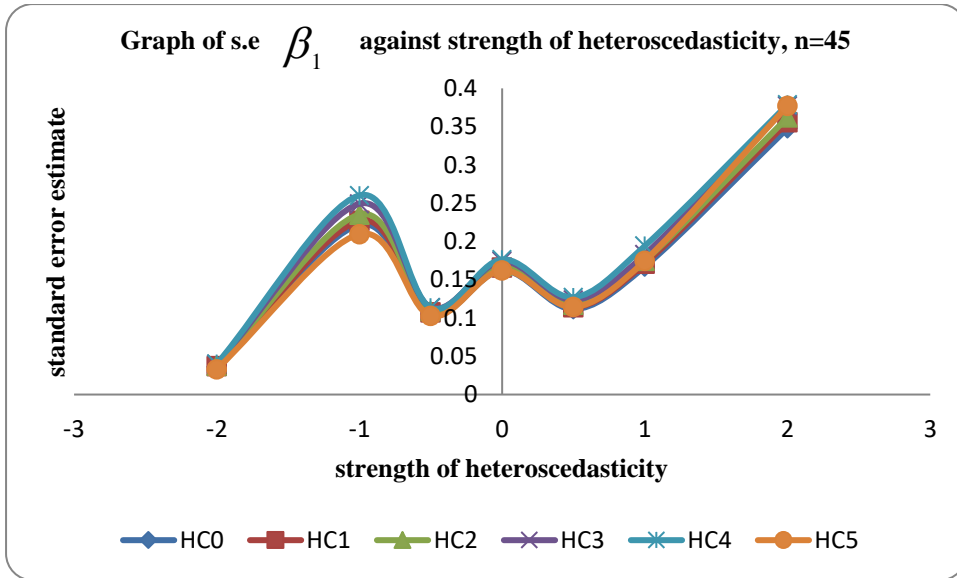 Graph of s.e β₁ against strength of heteroscedasticity, n=45
standard error estimate
0.4
0.35
0.3
0.25
0.2
0.15
0.1
0.05
0
-3 -2 -1 0 1 2 3
strength of heteroscedasticity
HC0 HC1 HC2 HC3 HC4 HC5